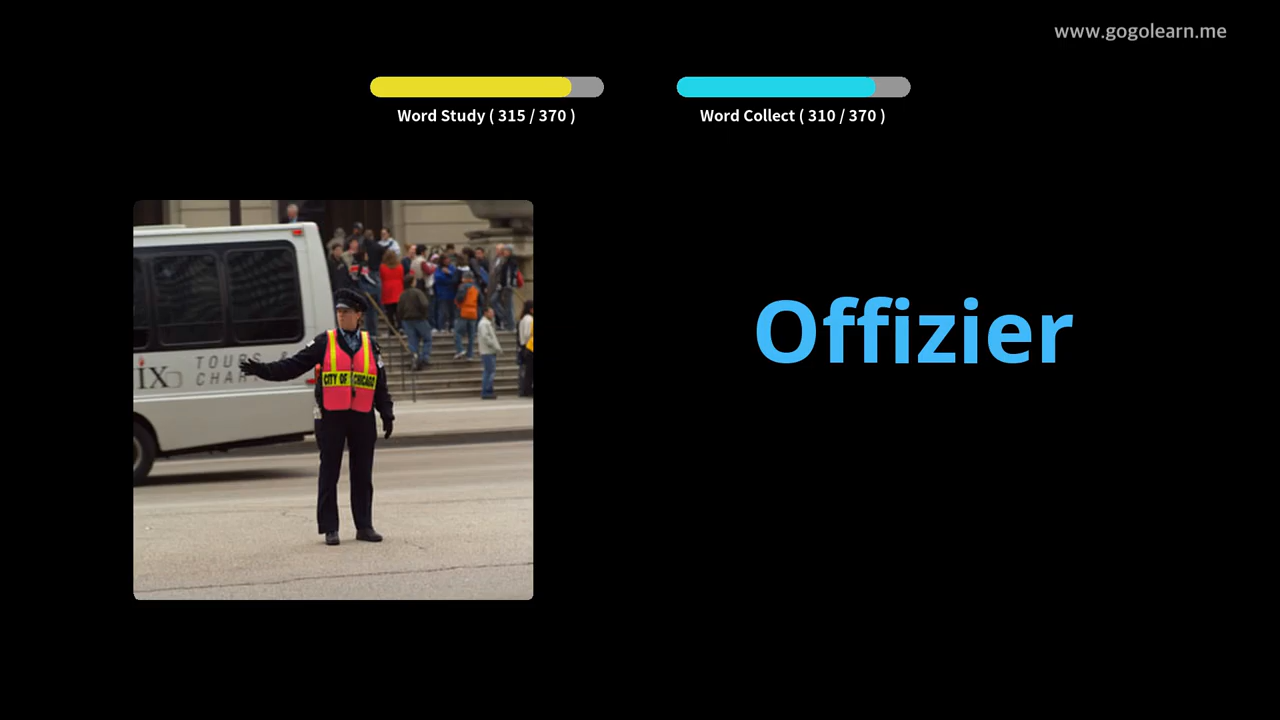 www.gogolearn.me
Word Study ( 315 / 370 )
Word Collect ( 310 / 370 )
Offizier
IX
TOURS &
CHAR
CITY OF CHICAGO